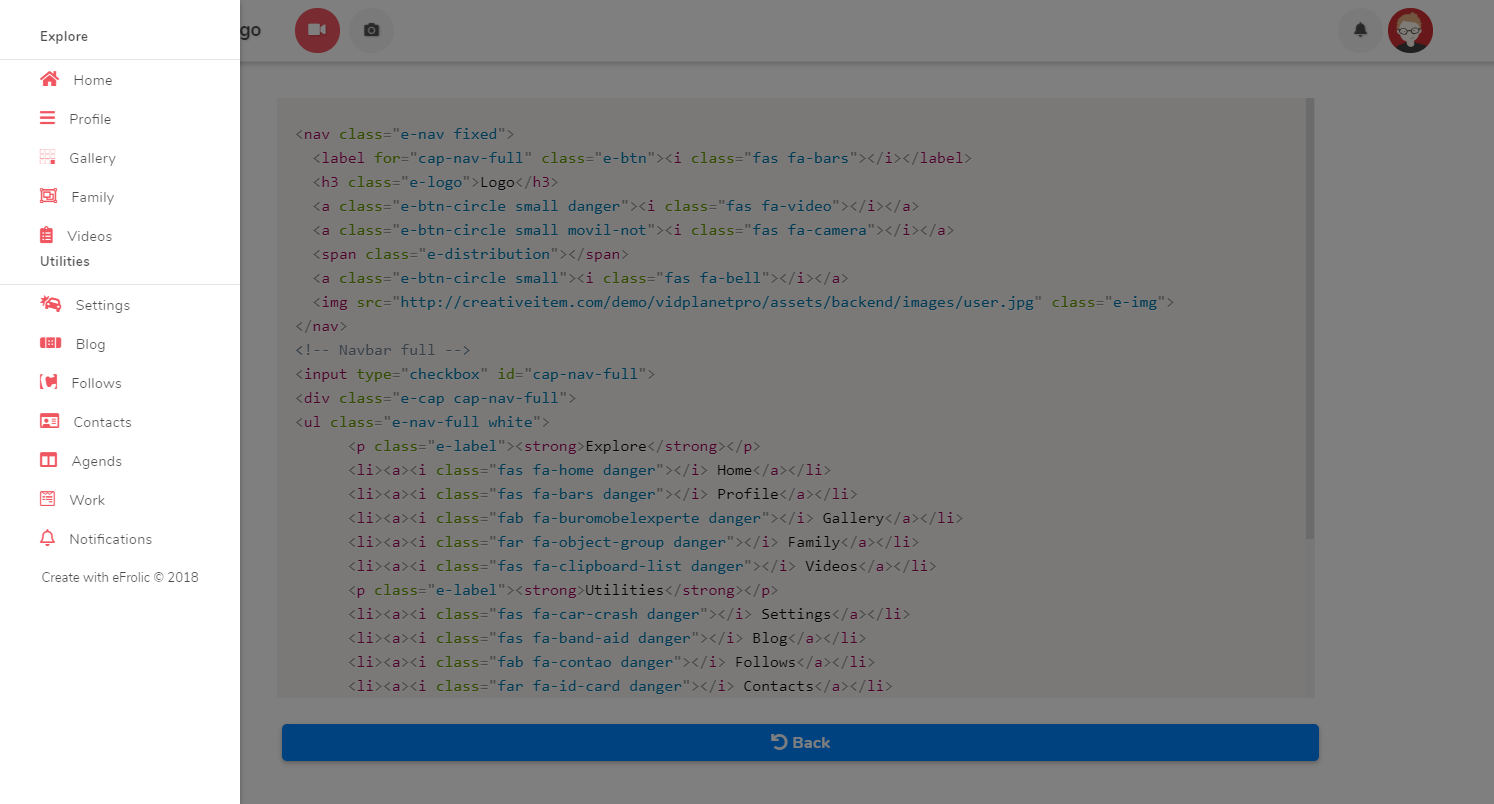 Explore
Home
Profile
Gallery
Family
Videos
Utilities
Settings
Blog
Follows
Contacts
Agends
Work
Notifications
Create with eFrolic © 2018
go
<nav class="e-nav fixed">
  <label for="cap-nav-full" class="e-btn"><i class="fas fa-bars"></i></label>
  <h3 class="e-logo">Logo</h3>
  <a class="e-btn-circle small danger"><i class="fas fa-video"></i></a>
  <a class="e-btn-circle small movil-not"><i class="fas fa-camera"></i></a>
  <span class="e-distribution"></span>
  <a class="e-btn-circle small"><i class="fas fa-bell"></i></a>
  <img src="http://creativeitem.com/demo/vidplanetpro/assets/backend/images/user.jpg" class="e-img">
</nav>
<!-- Navbar full -->
<input type="checkbox" id="cap-nav-full">
<div class="e-cap cap-nav-full">
<ul class="e-nav-full white">
      <p class="e-label"><strong>Explore</strong></p>
      <li><a><i class="fas fa-home danger"></i> Home</a></li>
      <li><a><i class="fas fa-bars danger"></i> Profile</a></li>
      <li><a><i class="fab fa-buromobelexperte danger"></i> Gallery</a></li>
      <li><a><i class="far fa-object-group danger"></i> Family</a></li>
      <li><a><i class="fas fa-clipboard-list danger"></i> Videos</a></li>
      <p class="e-label"><strong>Utilities</strong></p>
      <li><a><i class="fas fa-car-crash danger"></i> Settings</a></li>
      <li><a><i class="fas fa-band-aid danger"></i> Blog</a></li>
      <li><a><i class="fab fa-contao danger"></i> Follows</a></li>
      <li><a><i class="far fa-id-card danger"></i> Contacts</a></li>
Back